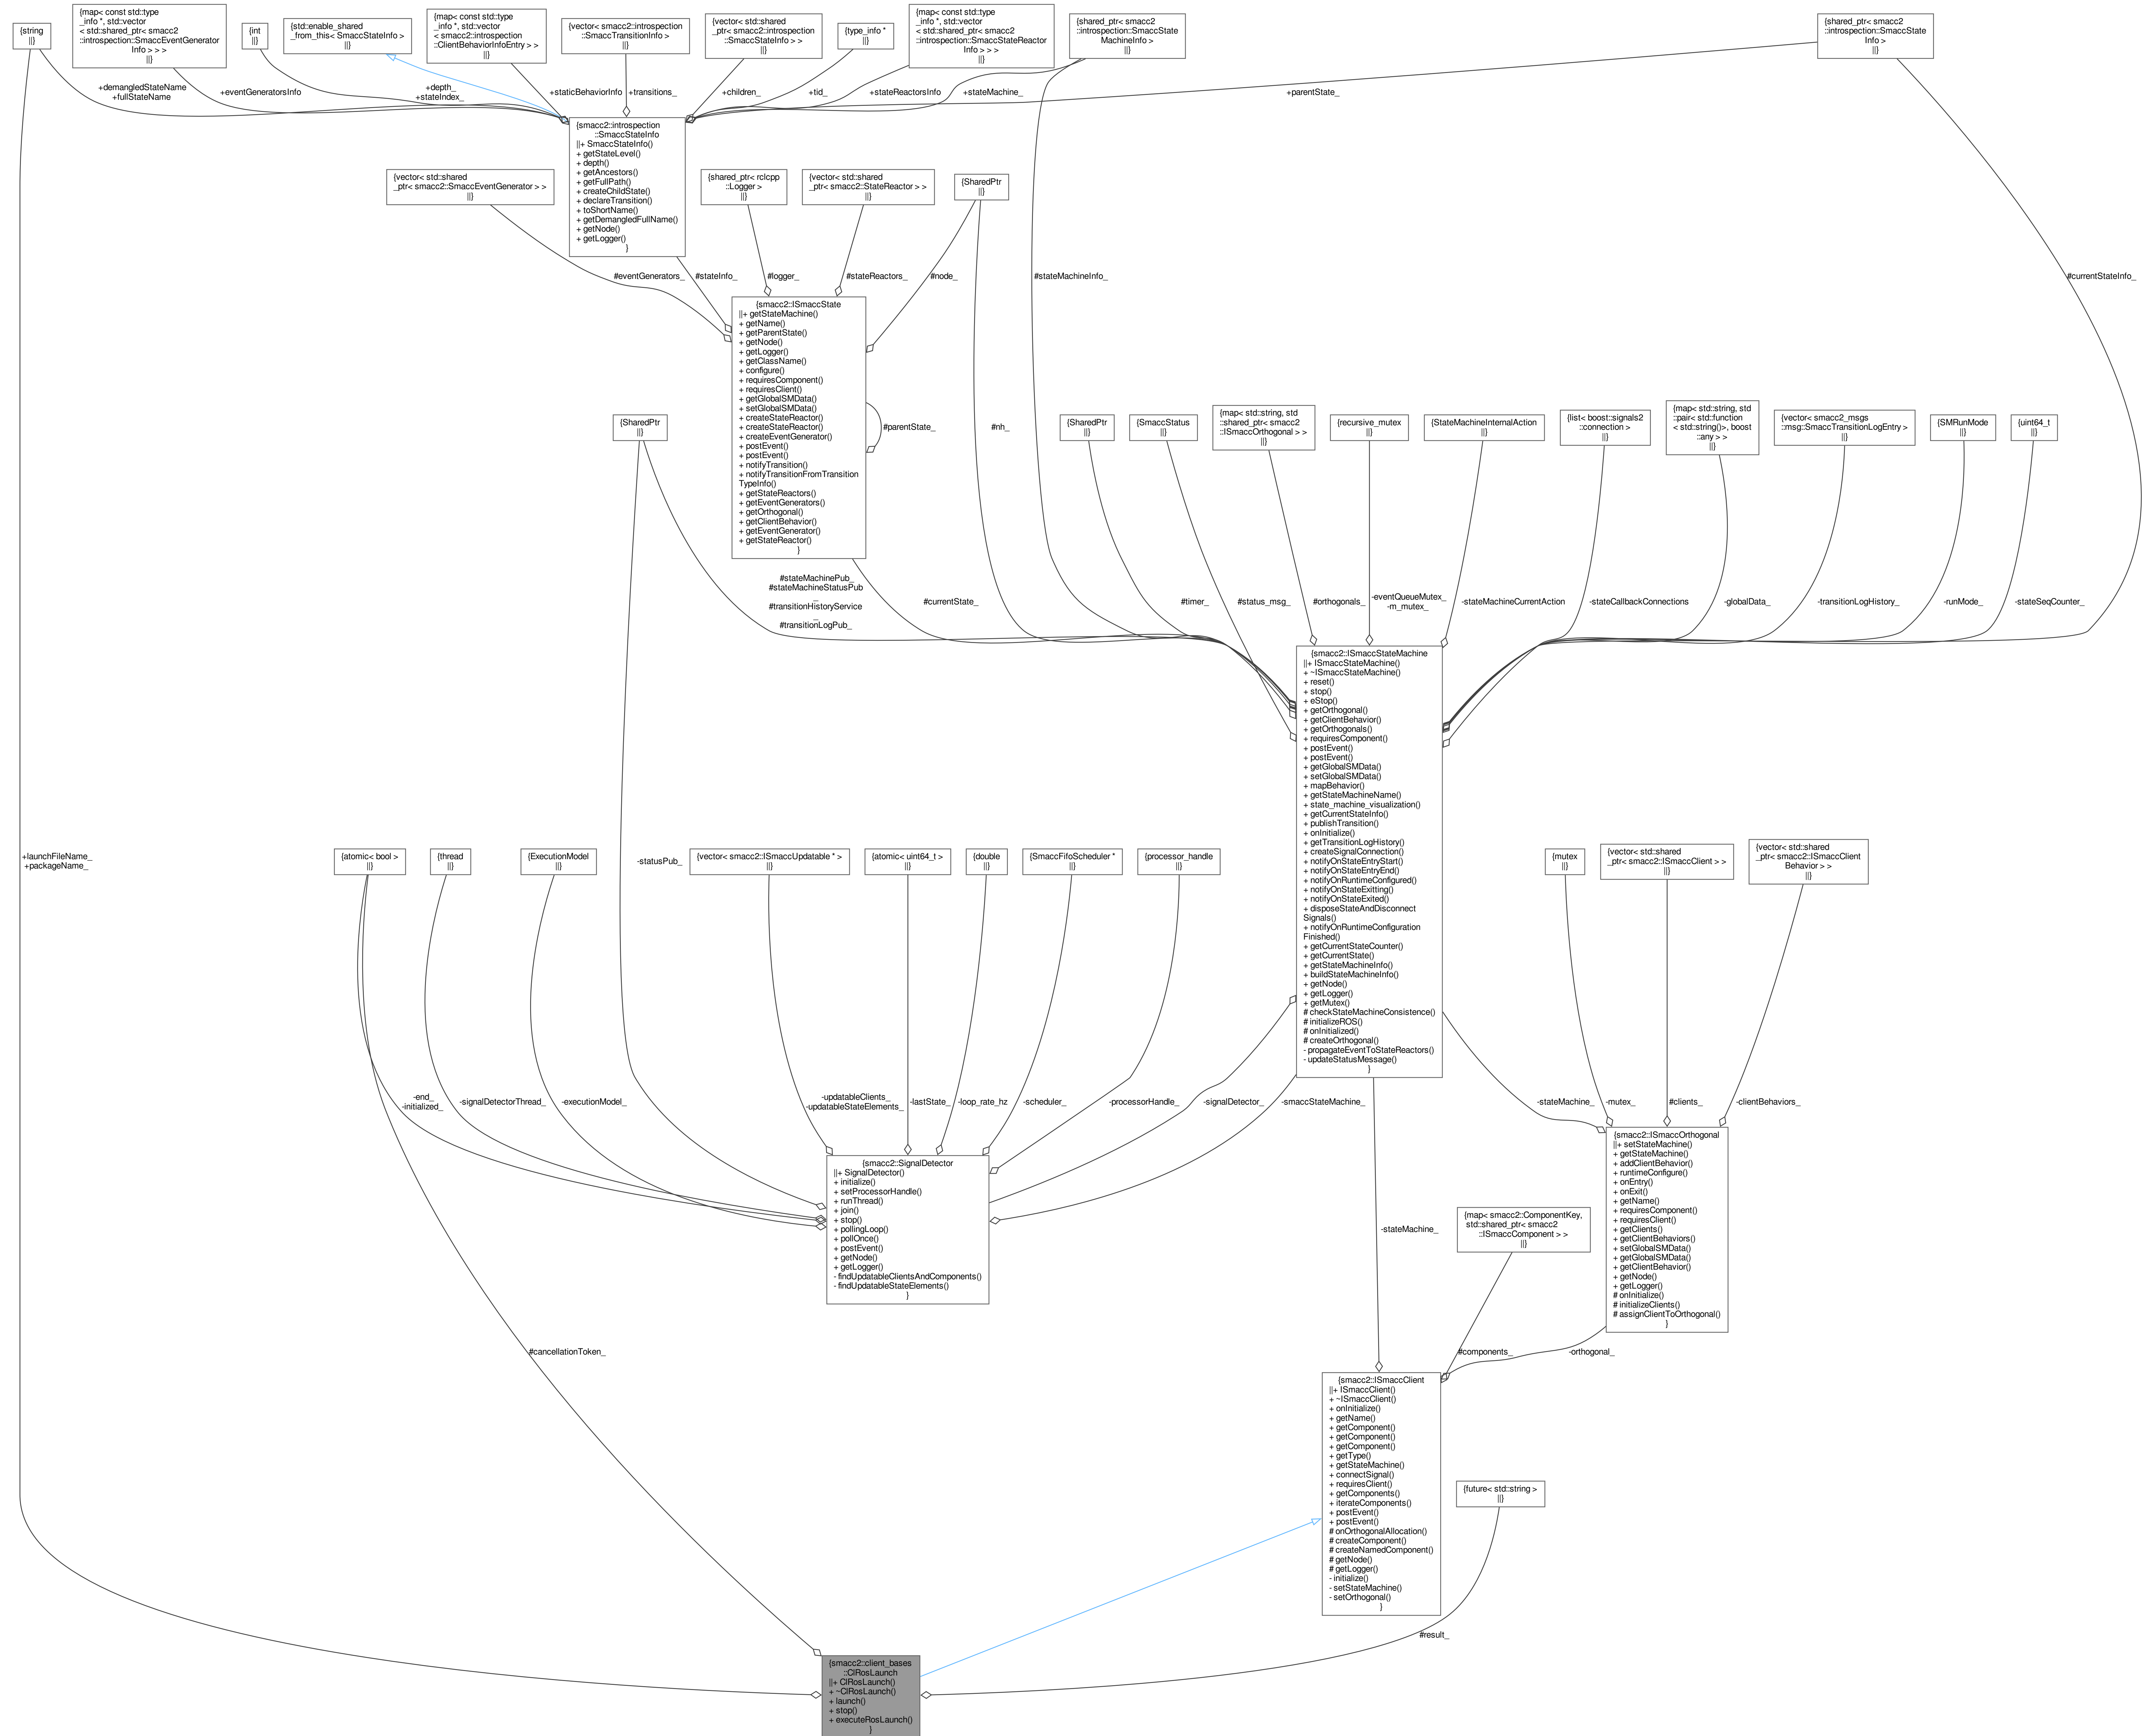 {string
||}
{map< const std::type
_info *, std::vector
< std::shared_ptr< smacc2
::introspection::SmaccEventGenerator
Info > > >
||}
{int
||}
{std::enable_shared
_from_this< SmaccStateInfo >
||}
{map< const std::type
_info *, std::vector
< smacc2::introspection
::ClientBehaviorInfoEntry > >
||}
{vector< smacc2::introspection
::SmaccTransitionInfo >
||}
{vector< std::shared
_ptr< smacc2::introspection
::SmaccStateInfo > >
||}
{type_info *
||}
{map< const std::type
_info *, std::vector
< std::shared_ptr< smacc2
::introspection::SmaccStateReactor
Info > > >
||}
{shared_ptr< smacc2
::introspection::SmaccState
MachineInfo >
||}
{shared_ptr< smacc2
::introspection::SmaccState
Info >
||}
+demangledStateName
+fullStateName
+eventGeneratorsInfo
+depth_
+stateIndex_
+staticBehaviorInfo
+transitions_
+children_
+tid_
+stateReactorsInfo
+stateMachine_
+parentState_
{smacc2::introspection
::SmaccStateInfo
||+ SmaccStateInfo()
+ getStateLevel()
+ depth()
+ getAncestors()
+ getFullPath()
+ createChildState()
+ declareTransition()
+ toShortName()
+ getDemangledFullName()
+ getNode()
+ getLogger()
}
{vector< std::shared
_ptr< smacc2::SmaccEventGenerator > >
||}
{shared_ptr< rclcpp
::Logger >
||}
{vector< std::shared
_ptr< smacc2::StateReactor > >
||}
{SharedPtr
||}
#eventGenerators_
#stateInfo_
#logger_
#stateReactors_
#node_
#stateMachineInfo_
#currentStateInfo_
{smacc2::ISmaccState
||+ getStateMachine()
+ getName()
+ getParentState()
+ getNode()
+ getLogger()
+ getClassName()
+ configure()
+ requiresComponent()
+ requiresClient()
+ getGlobalSMData()
+ setGlobalSMData()
+ createStateReactor()
+ createStateReactor()
+ createEventGenerator()
+ postEvent()
+ postEvent()
+ notifyTransition()
+ notifyTransitionFromTransition
TypeInfo()
+ getStateReactors()
+ getEventGenerators()
+ getOrthogonal()
+ getClientBehavior()
+ getEventGenerator()
+ getStateReactor()
}
#parentState_
#nh_
{SharedPtr
||}
{SharedPtr
||}
{SmaccStatus
||}
{map< std::string, std
::shared_ptr< smacc2
::ISmaccOrthogonal > >
||}
{recursive_mutex
||}
{StateMachineInternalAction
||}
{list< boost::signals2
::connection >
||}
{map< std::string, std
::pair< std::function
< std::string()>, boost
::any > >
||}
{vector< smacc2_msgs
::msg::SmaccTransitionLogEntry >
||}
{SMRunMode
||}
{uint64_t
||}
#stateMachinePub_
#stateMachineStatusPub
_
#transitionHistoryService
_
#transitionLogPub_
#currentState_
#timer_
#status_msg_
#orthogonals_
-eventQueueMutex_
-m_mutex_
-stateMachineCurrentAction
-stateCallbackConnections
-globalData_
-transitionLogHistory_
-runMode_
-stateSeqCounter_
{smacc2::ISmaccStateMachine
||+ ISmaccStateMachine()
+ ~ISmaccStateMachine()
+ reset()
+ stop()
+ eStop()
+ getOrthogonal()
+ getClientBehavior()
+ getOrthogonals()
+ requiresComponent()
+ postEvent()
+ postEvent()
+ getGlobalSMData()
+ setGlobalSMData()
+ mapBehavior()
+ getStateMachineName()
+ state_machine_visualization()
+ getCurrentStateInfo()
+ publishTransition()
+ onInitialize()
+ getTransitionLogHistory()
+ createSignalConnection()
+ notifyOnStateEntryStart()
+ notifyOnStateEntryEnd()
+ notifyOnRuntimeConfigured()
+ notifyOnStateExitting()
+ notifyOnStateExited()
+ disposeStateAndDisconnect
Signals()
+ notifyOnRuntimeConfiguration
Finished()
+ getCurrentStateCounter()
+ getCurrentState()
+ getStateMachineInfo()
+ buildStateMachineInfo()
+ getNode()
+ getLogger()
+ getMutex()
# checkStateMachineConsistence()
# initializeROS()
# onInitialized()
# createOrthogonal()
- propagateEventToStateReactors()
- updateStatusMessage()
}
+launchFileName_
+packageName_
{atomic< bool >
||}
{thread
||}
{ExecutionModel
||}
-statusPub_
{vector< smacc2::ISmaccUpdatable * >
||}
{atomic< uint64_t >
||}
{double
||}
{SmaccFifoScheduler *
||}
{processor_handle
||}
{mutex
||}
{vector< std::shared
_ptr< smacc2::ISmaccClient > >
||}
{vector< std::shared
_ptr< smacc2::ISmaccClient
Behavior > >
||}
-end_
-initialized_
-signalDetectorThread_
-executionModel_
-updatableClients_
-updatableStateElements_
-lastState_
-loop_rate_hz
-scheduler_
-processorHandle_
-signalDetector_
-smaccStateMachine_
-stateMachine_
-mutex_
#clients_
-clientBehaviors_
{smacc2::SignalDetector
||+ SignalDetector()
+ initialize()
+ setProcessorHandle()
+ runThread()
+ join()
+ stop()
+ pollingLoop()
+ pollOnce()
+ postEvent()
+ getNode()
+ getLogger()
- findUpdatableClientsAndComponents()
- findUpdatableStateElements()
}
{smacc2::ISmaccOrthogonal
||+ setStateMachine()
+ getStateMachine()
+ addClientBehavior()
+ runtimeConfigure()
+ onEntry()
+ onExit()
+ getName()
+ requiresComponent()
+ requiresClient()
+ getClients()
+ getClientBehaviors()
+ setGlobalSMData()
+ getGlobalSMData()
+ getClientBehavior()
+ getNode()
+ getLogger()
# onInitialize()
# initializeClients()
# assignClientToOrthogonal()
}
-stateMachine_
{map< smacc2::ComponentKey,
std::shared_ptr< smacc2
::ISmaccComponent > >
||}
#cancellationToken_
#components_
-orthogonal_
{smacc2::ISmaccClient
||+ ISmaccClient()
+ ~ISmaccClient()
+ onInitialize()
+ getName()
+ getComponent()
+ getComponent()
+ getComponent()
+ getType()
+ getStateMachine()
+ connectSignal()
+ requiresClient()
+ getComponents()
+ iterateComponents()
+ postEvent()
+ postEvent()
# onOrthogonalAllocation()
# createComponent()
# createNamedComponent()
# getNode()
# getLogger()
- initialize()
- setStateMachine()
- setOrthogonal()
}
{future< std::string >
||}
#result_
{smacc2::client_bases
::ClRosLaunch
||+ ClRosLaunch()
+ ~ClRosLaunch()
+ launch()
+ stop()
+ executeRosLaunch()
}